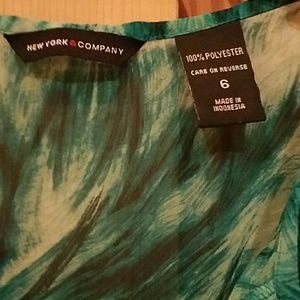 NEW YORK & COMPANY
100% POLYESTER
CARE ON REVERSE
6
MADE IN
INDONESIA